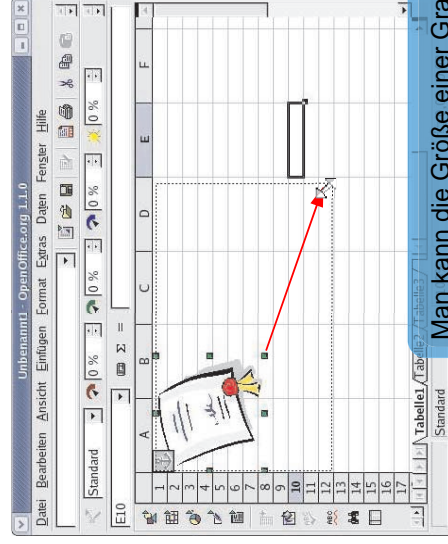 Unbenannt1 - OpenOffice.org 1.1.0
Datei Bearbeiten Ansicht Einfügen Format Extras Daten Fenster Hilfe
Standard 0 % 0 % 0 % 0 %
E10 Σ =
A B C D E F
1
2
3
4
5
6
7
8
9
10
11
12
13
14
15
16
17
Tabelle1 Tabelle2 Tabelle3
Standard
Man kann die Größe einer Gra